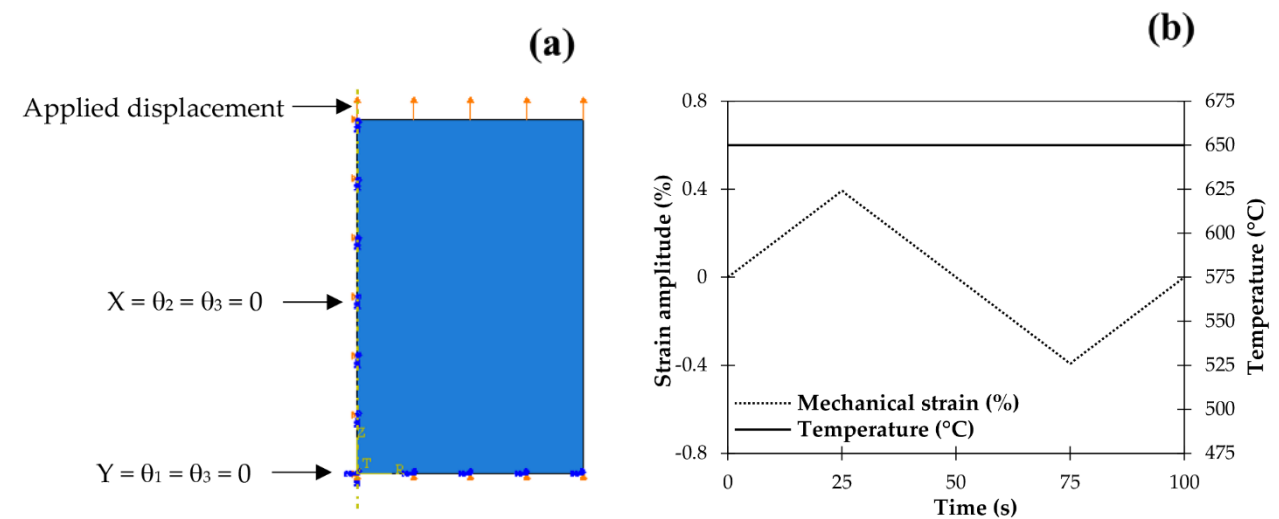 (a)
Applied displacement
X = θ2 = θ3 = 0
Y = θ1 = θ3 = 0
Z
T
R
(b)
Strain amplitude (%)
0.8
0.4
0
-0.4
-0.8
Mechanical strain (%)
Temperature (°C)
675
650
625
600
575
550
525
500
475
Temperature (°C)
0 25 50 75 100
Time (s)